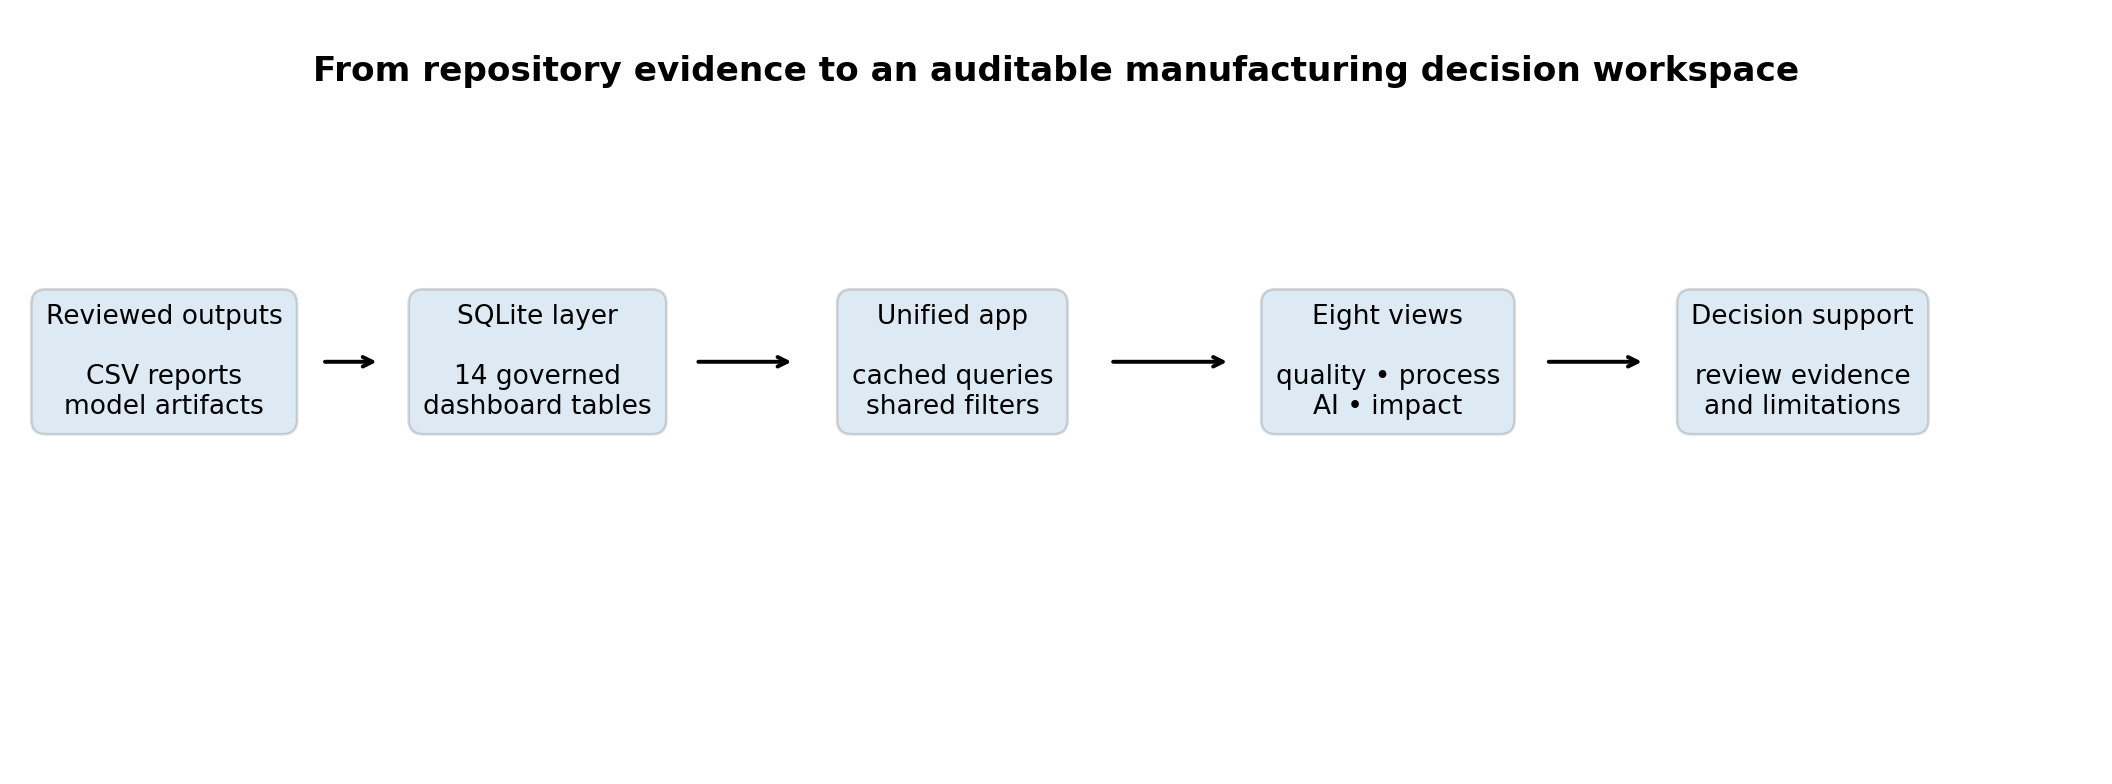 From repository evidence to an auditable manufacturing decision workspace
Reviewed outputs
CSV reports
model artifacts
SQLite layer
14 governed
dashboard tables
Unified app
cached queries
shared filters
Eight views
quality • process
AI • impact
Decision support
review evidence
and limitations